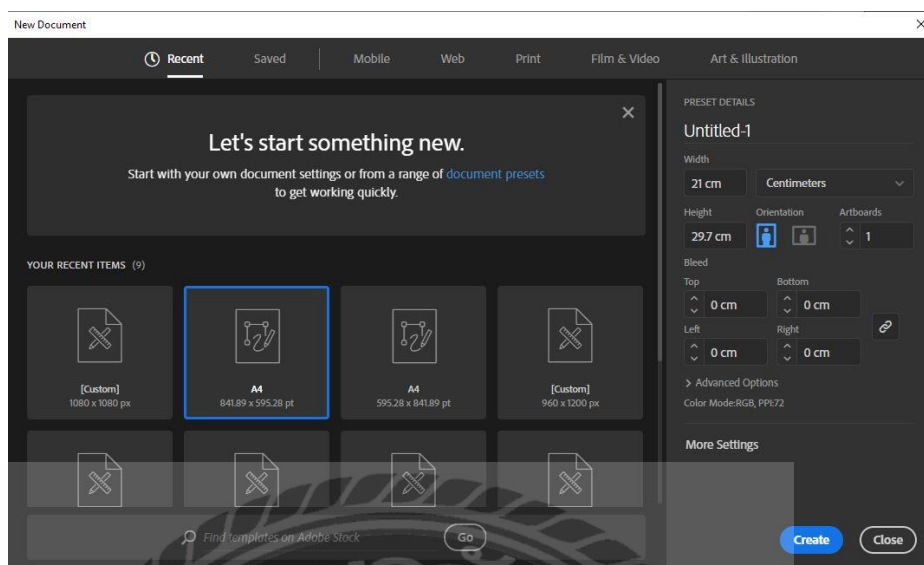 New Document
Recent Saved Mobile Web Print Film & Video Art & Illustration
Let's start something new.
Start with your own document settings or from a range of document presets
to get working quickly.
YOUR RECENT ITEMS (9)
[Custom]
1080 x 1080 px
A4
841.89 x 595.28 pt
A4
595.28 x 841.89 pt
[Custom]
960 x 1200 px
Find templates on Adobe Stock
Go
PRESET DETAILS
Untitled-1
Width
21 cm Centimeters
Height Orientation Artboards
29.7 cm 1
Bleed
Top Bottom
0 cm 0 cm
Left Right
0 cm 0 cm
> Advanced Options
Color Mode:RGB, PPI:72
More Settings
Create Close